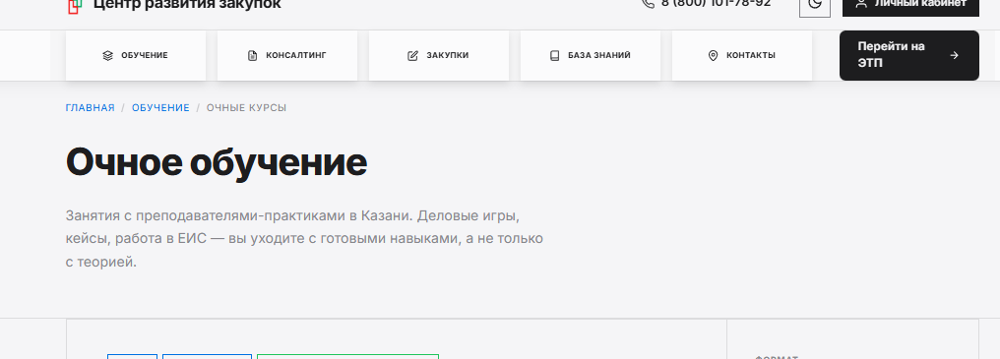 Центр развития закупок
8 (800) 101-78-92
Личный кабинет
ОБУЧЕНИЕ
КОНСАЛТИНГ
ЗАКУПКИ
БАЗА ЗНАНИЙ
КОНТАКТЫ
Перейти на
ЭТП
ГЛАВНАЯ / ОБУЧЕНИЕ / ОЧНЫЕ КУРСЫ
Очное обучение
Занятия с преподавателями-практиками в Казани. Деловые игры,
кейсы, работа в ЕИС — вы уходите с готовыми навыками, а не только
с теорией.
ФОРМАТ